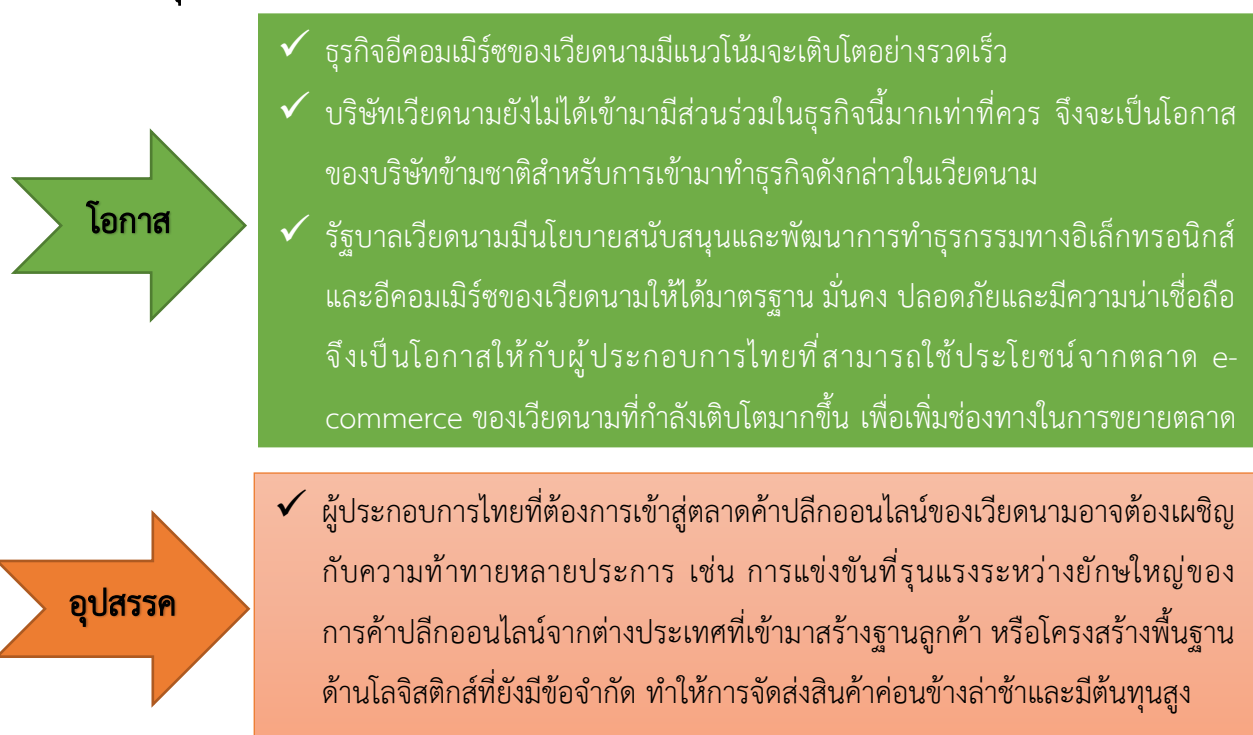 ธุรกิจอีคอมเมิร์ซของเวียดนามมีแนวโน้มจะเติบโตอย่างรวดเร็ว
บริษัทเวียดนามยังไม่ได้เข้ามามีส่วนร่วมในธุรกิจนี้มากเท่าที่ควร จึงจะเป็นโอกาส
ของบริษัทข้ามชาติสำหรับการเข้ามาทำธุรกิจดังกล่าวในเวียดนาม
โอกาส
รัฐบาลเวียดนามมีนโยบายสนับสนุนและพัฒนาการทำธุรกรรมทางอิเล็กทรอนิกส์
และอีคอมเมิร์ซของเวียดนามให้ได้มาตรฐาน มั่นคง ปลอดภัยและมีความน่าเชื่อถือ
จึงเป็นโอกาสให้กับผู้ประกอบการไทยที่สามารถใช้ประโยชน์จากตลาด e-
commerce ของเวียดนามที่กำลังเติบโตมากขึ้น เพื่อเพิ่มช่องทางในการขยายตลาด
ผู้ประกอบการไทยที่ต้องการเข้าสู่ตลาดค้าปลีกออนไลน์ของเวียดนามอาจต้องเผชิญ
กับความท้าทายหลายประการ เช่น การแข่งขันที่รุนแรงระหว่างยักษใหญ่ของ
อุปสรรค
การค้าปลีกออนไลน์จากต่างประเทศที่เข้ามาสร้างฐานลูกค้า หรือโครงสร้างพื้นฐาน
ด้านโลจิสติกส์ที่ยังมีข้อจำกัด ทำให้การจัดส่งสินค้าค่อนข้างล่าช้าและมีต้นทุนสูง